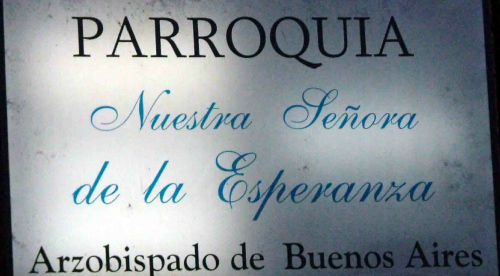 PARROQUIA
Nuestra Señora
de la Esperanza
Arzobispado de Buenos Aires